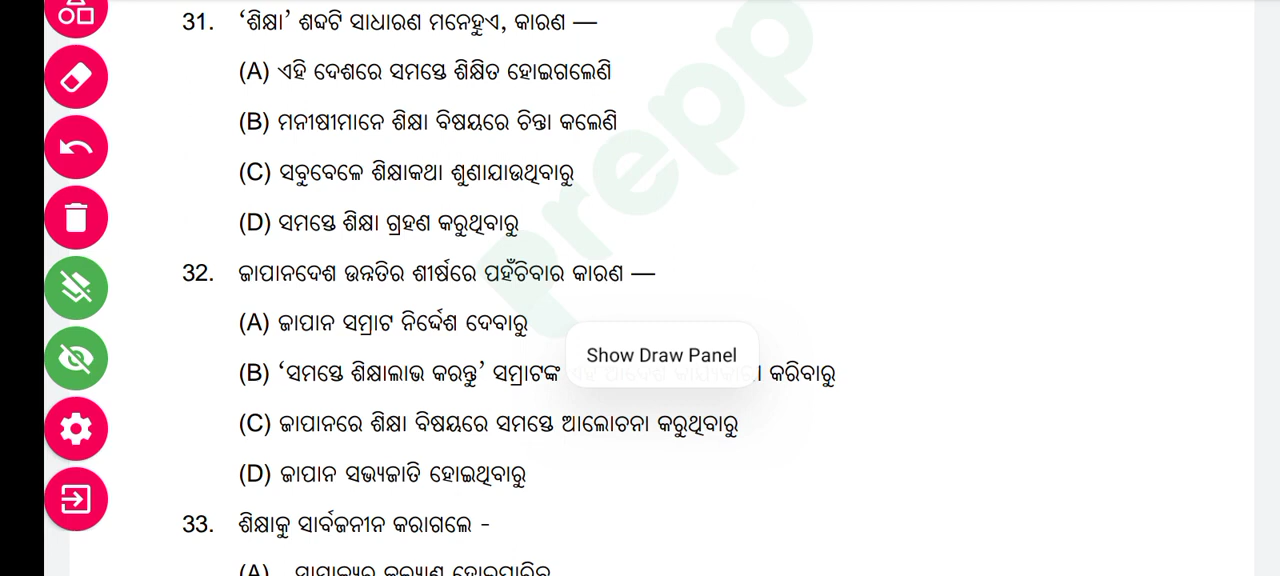 31. ‘ଶିକ୍ଷା’ ଶବ୍ଦଟି ସାଧାରଣ ମନେହୁଏ, କାରଣ —
(A) ଏହି ଦେଶରେ ସମସ୍ତେ ଶିକ୍ଷିତ ହୋଇଗଲେଣି
(B) ମନୀଷୀମାନେ ଶିକ୍ଷା ବିଷୟରେ ଚିନ୍ତା କଲେଣି
(C) ସବୁବେଳେ ଶିକ୍ଷାକଥା ଶୁଣାଯାଉଥିବାରୁ
(D) ସମସ୍ତେ ଶିକ୍ଷା ଗ୍ରହଣ କରୁଥିବାରୁ
prepp
32. ଜାପାନଦେଶ ଉନ୍ନତିର ଶୀର୍ଷରେ ପହଁଚିବାର କାରଣ —
(A) ଜାପାନ ସମ୍ରାଟ ନିର୍ଦ୍ଦେଶ ଦେବାରୁ
Show Draw Panel
(B) ‘ସମସ୍ତେ ଶିକ୍ଷାଲାଭ କରନ୍ତୁ’ ସମ୍ରାଟଙ୍କ କରିବାରୁ
(C) ଜାପାନରେ ଶିକ୍ଷା ବିଷୟରେ ସମସ୍ତେ ଆଲୋଚନା କରୁଥିବାରୁ
(D) ଜାପାନ ସଭ୍ୟଜାତି ହୋଇଥିବାରୁ
33. ଶିକ୍ଷାକୁ ସାର୍ବଜନୀନ କରାଗଲେ -
(A)